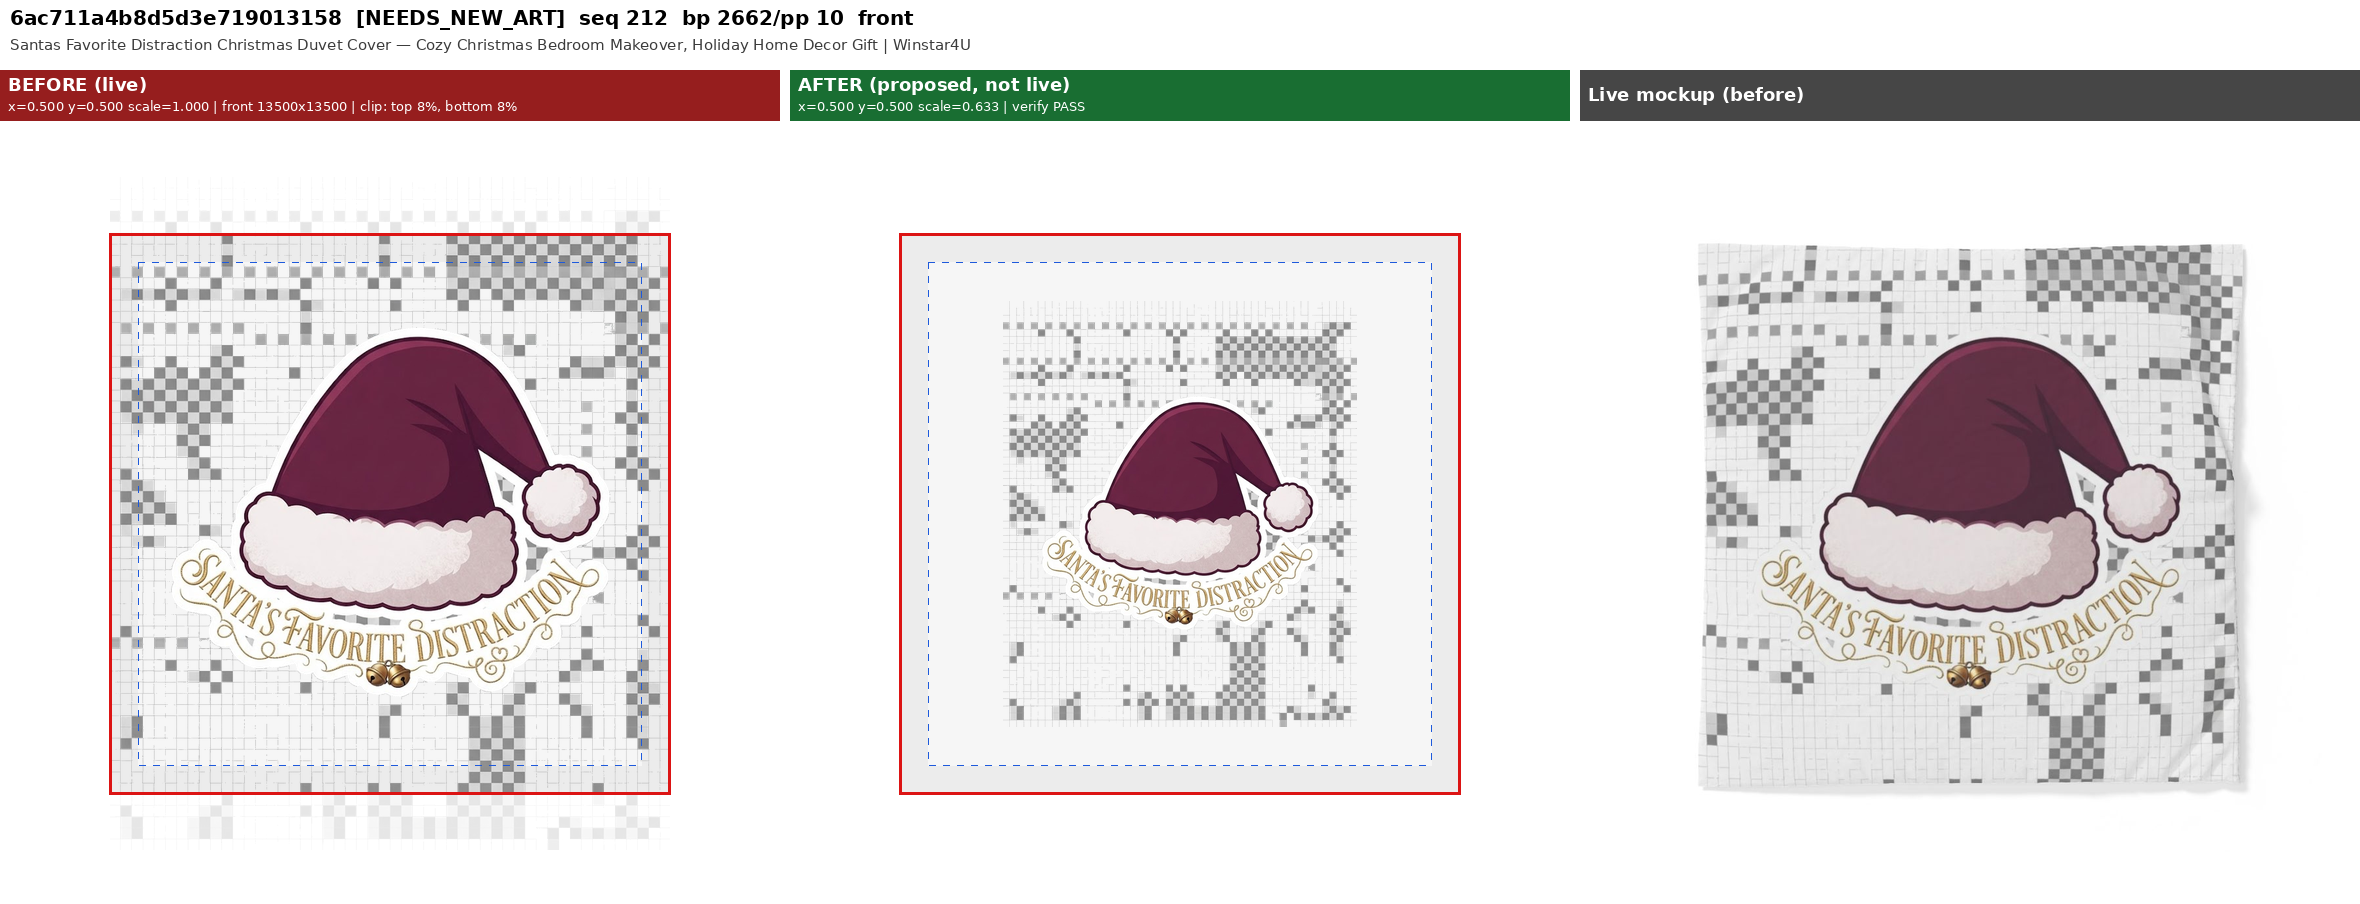 6ac711a4b8d5d3e719013158 [NEEDS_NEW_ART] seq 212 bp 2662/pp 10 front
Santas Favorite Distraction Christmas Duvet Cover — Cozy Christmas Bedroom Makeover, Holiday Home Decor Gift | Winstar4U
BEFORE (live)
x=0.500 y=0.500 scale=1.000 | front 13500x13500 | clip: top 8%, bottom 8%
AFTER (proposed, not live)
x=0.500 y=0.500 scale=0.633 | verify PASS
Live mockup (before)
SANTA'S FAVORITE DISTRACTION
SANTA'S FAVORITE DISTRACTION
SANTA'S FAVORITE DISTRACTION